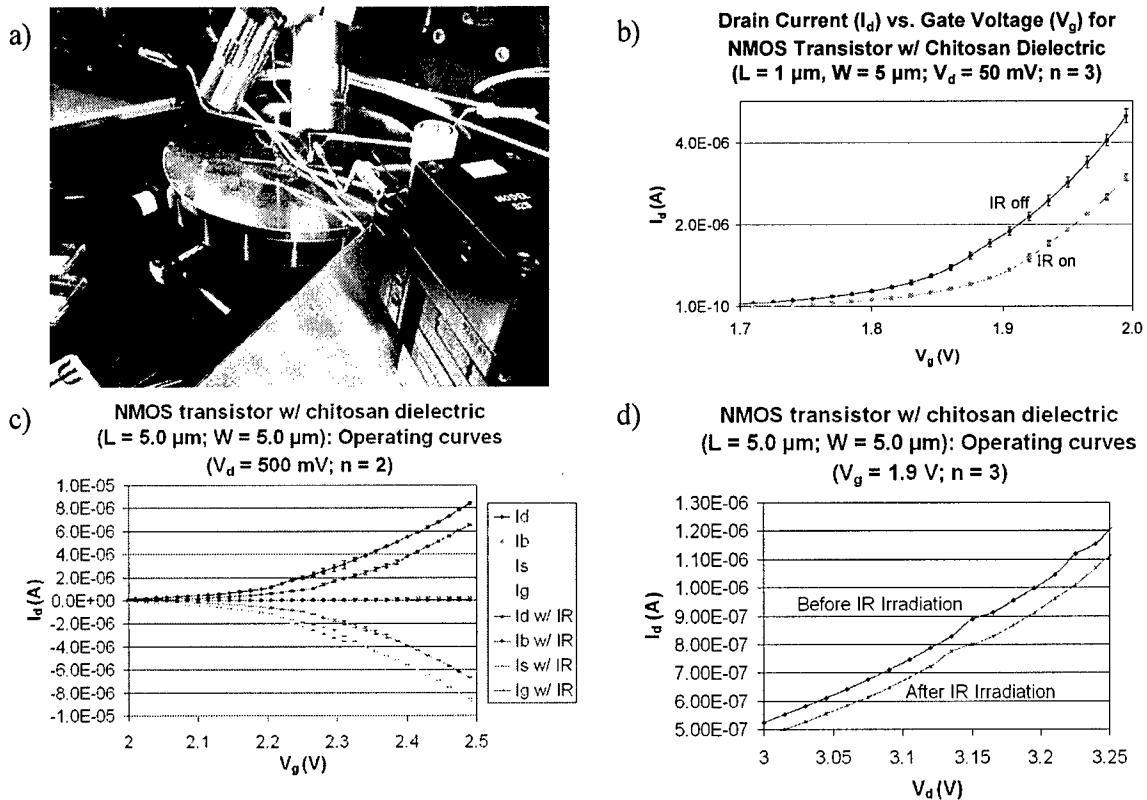 a)
MODEL
b)
Drain Current (Id) vs. Gate Voltage (Vg) for
NMOS Transistor w/ Chitosan Dielectric
(L = 1 µm, W = 5 µm; Vd = 50 mV; n = 3)
4.0E-06
2.0E-06
1.0E-10
Id (A)
IR off
IR on
1.7
1.8
1.9
2.0
Vg (V)
c)
NMOS transistor w/ chitosan dielectric
(L = 5.0 µm; W = 5.0 µm): Operating curves
(Vd = 500 mV; n = 2)
1.0E-05
8.0E-06
6.0E-06
4.0E-06
2.0E-06
0.0E+00
-2.0E-06
-4.0E-06
-6.0E-06
-8.0E-06
-1.0E-05
Id (A)
2
2.1
2.2
2.3
2.4
2.5
Vg (V)
Id
Ib
Is
Ig
Id w/ IR
Ib w/ IR
Is w/ IR
Ig w/ IR
d)
NMOS transistor w/ chitosan dielectric
(L = 5.0 µm; W = 5.0 µm): Operating curves
(Vg = 1.9 V; n = 3)
1.30E-06
1.20E-06
1.10E-06
1.00E-06
9.00E-07
8.00E-07
7.00E-07
6.00E-07
5.00E-07
Id (A)
Before IR Irradiation
After IR Irradiation
3
3.05
3.1
3.15
3.2
3.25
Vd (V)